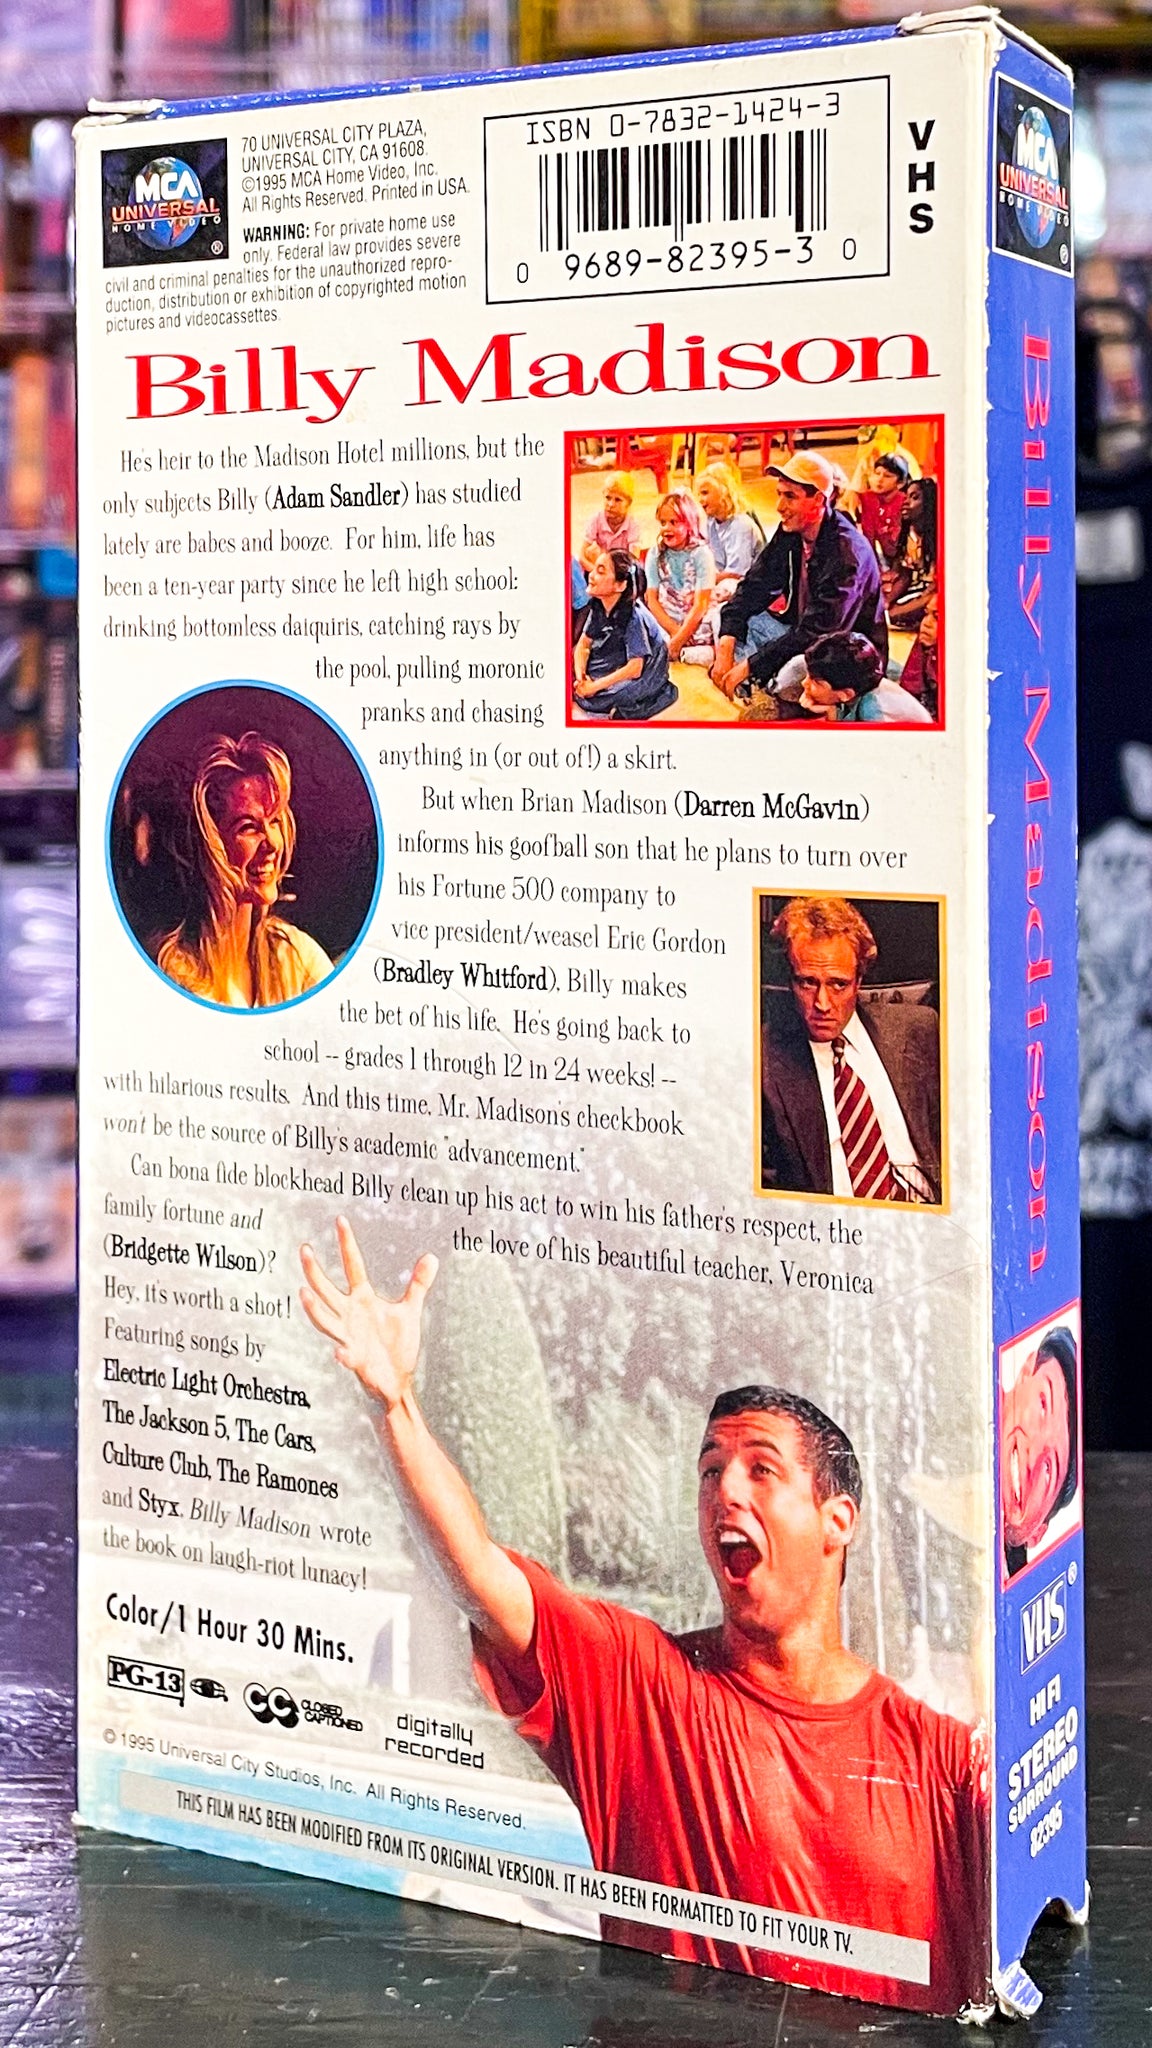 MCA
UNIVERSAL
HOME VIDEO
®
70 UNIVERSAL CITY PLAZA,
UNIVERSAL CITY, CA 91608.
©1995 MCA Home Video, Inc.
All Rights Reserved. Printed in USA.
WARNING: For private home use
only. Federal law provides severe
civil and criminal penalties for the unauthorized repro-
duction, distribution or exhibition of copyrighted motion
pictures and videocassettes.
ISBN 0-7832-1424-3
0 9689-82395-3 0
VHS
Billy Madison
He's heir to the Madison Hotel millions, but the
only subjects Billy (Adam Sandler) has studied
lately are babes and booze. For him, life has
been a ten-year party since he left high school:
drinking bottomless daiquiris, catching rays by
the pool, pulling moronic
pranks and chasing
anything in (or out of!) a skirt.
But when Brian Madison (Darren McGavin)
informs his goofball son that he plans to turn over
his Fortune 500 company to
vice president/weasel Eric Gordon
(Bradley Whitford), Billy makes
the bet of his life. He's going back to
school -- grades 1 through 12 in 24 weeks! --
with hilarious results. And this time, Mr. Madison's checkbook
won't be the source of Billy's academic "advancement."
Can bona fide blockhead Billy clean up his act to win his father's respect, the
family fortune and the love of his beautiful teacher, Veronica
(Bridgette Wilson)?
Hey, it's worth a shot!
Featuring songs by
Electric Light Orchestra,
The Jackson 5, The Cars,
Culture Club, The Ramones
and Styx, Billy Madison wrote
the book on laugh-riot lunacy!
Color/1 Hour 30 Mins.
PG-13
CC CLOSED
CAPTIONED
digitally
recorded
© 1995 Universal City Studios, Inc. All Rights Reserved.
THIS FILM HAS BEEN MODIFIED FROM ITS ORIGINAL VERSION. IT HAS BEEN FORMATTED TO FIT YOUR TV.
MCA
UNIVERSAL
HOME VIDEO
®
Billy Madison
VHS®
HI FI
STEREO
SURROUND
82395